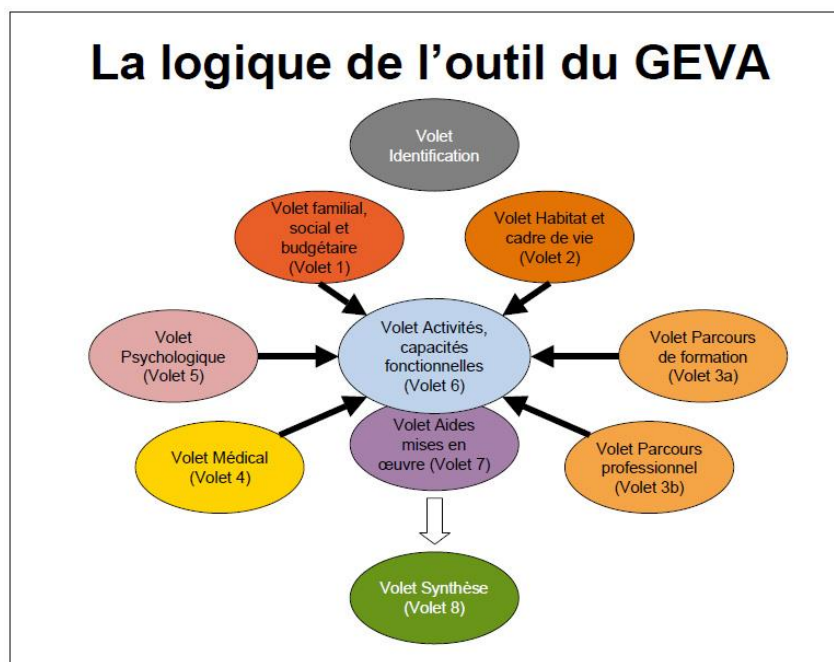 La logique de l’outil du GEVA
Volet
Identification
Volet familial,
social et
budgétaire
(Volet 1)
Volet Habitat et
cadre de vie
(Volet 2)
Volet
Psychologique
(Volet 5)
Volet Activités,
capacités
fonctionnelles
(Volet 6)
Volet Parcours
de formation
(Volet 3a)
Volet Médical
(Volet 4)
Volet Aides
mises en
œuvre (Volet 7)
Volet Parcours
professionnel
(Volet 3b)
Volet Synthèse
(Volet 8)